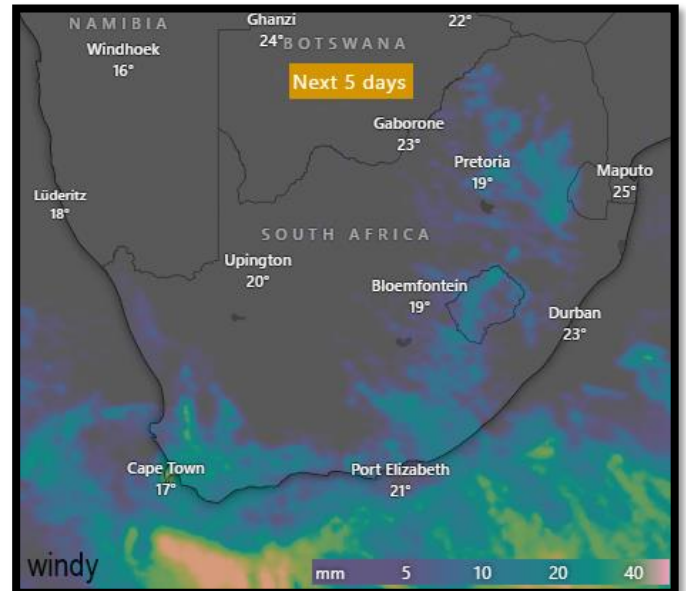 NAMIBIA
Ghanzi
24°
22°
Windhoek
16°
BOTSWANA
Next 5 days
Gaborone
23°
Pretoria
19°
Maputo
25°
Lüderitz
18°
SOUTH AFRICA
Upington
20°
Bloemfontein
19°
Durban
23°
Cape Town
17°
Port Elizabeth
21°
windy
mm 5 10 20 40